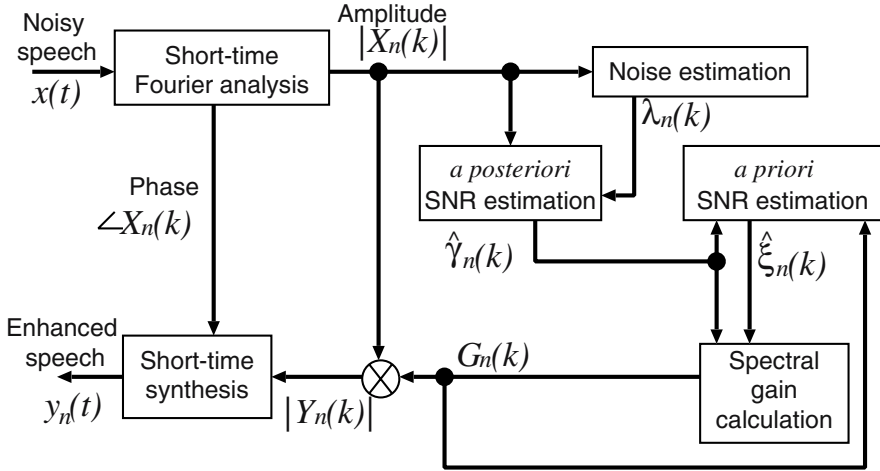 Noisy
speech
x(t)
Short-time
Fourier analysis
Amplitude
|Xn(k)|
Noise estimation
λn(k)
a posteriori
SNR estimation
a priori
SNR estimation
Phase
∠Xn(k)
γ̂n(k)
ξ̂n(k)
Enhanced
speech
yn(t)
Short-time
synthesis
|Yn(k)|
Gn(k)
Spectral
gain
calculation